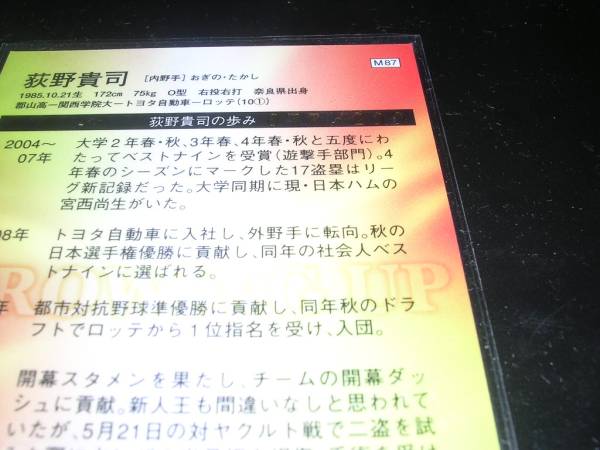 M87
荻野貴司 [内野手] おぎの・たかし
1985.10.21生 172cm 75kg O型 右投右打 奈良県出身
郡山高ー関西学院大ートヨタ自動車ーロッテ(10①)
荻野貴司の歩み
2004〜 大学2年春・秋、3年春、4年春・秋と五度にわ
07年 たってベストナインを受賞(遊撃手部門)。4
年春のシーズンにマークした17盗塁はリー
グ新記録だった。大学同期に現・日本ハムの
宮西尚生がいた。
08年 トヨタ自動車に入社し、外野手に転向。秋の
日本選手権優勝に貢献し、同年の社会人ベス
トナインに選ばれる。
年 都市対抗野球準優勝に貢献し、同年秋のドラ
フトでロッテから1位指名を受け、入団。
開幕スタメンを果たし、チームの開幕ダッ
シュに貢献。新人王も間違いなしと思われて
いたが、5月21日の対ヤクルト戦で二盗を試